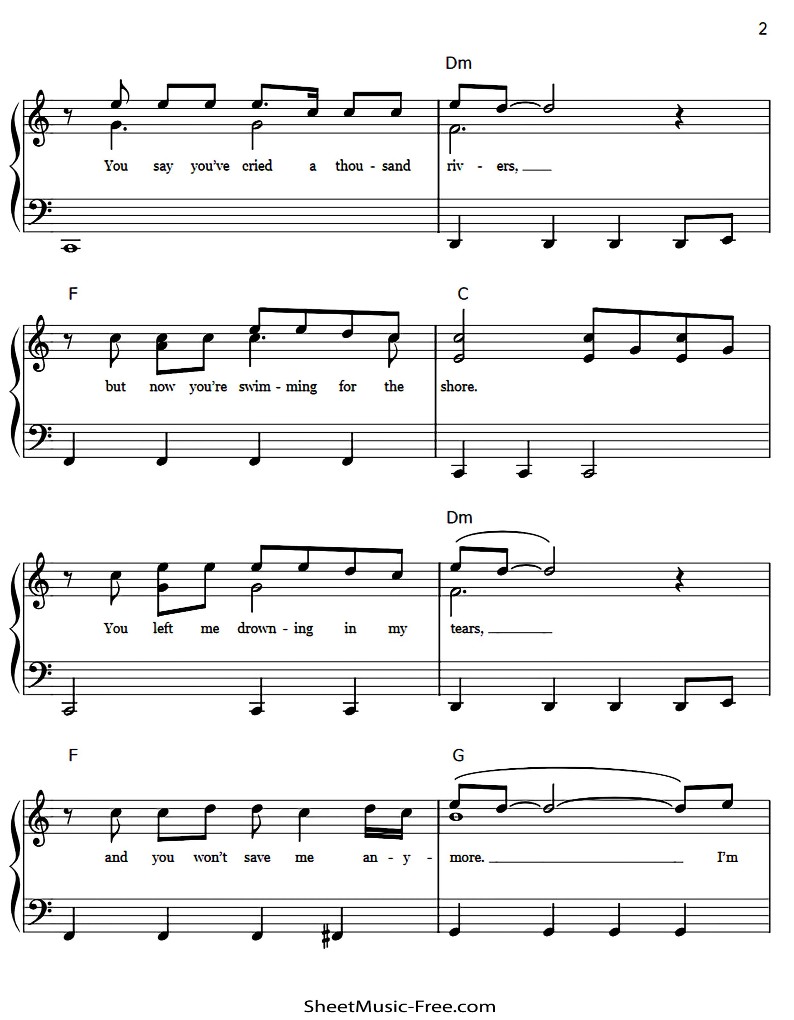 2
Dm
You say you've cried a thou - sand riv - ers,
F C
but now you're swim - ming for the shore.
Dm
You left me drown - ing in my tears,
F G
and you won't save me an - y - more. I'm
SheetMusic-Free.com